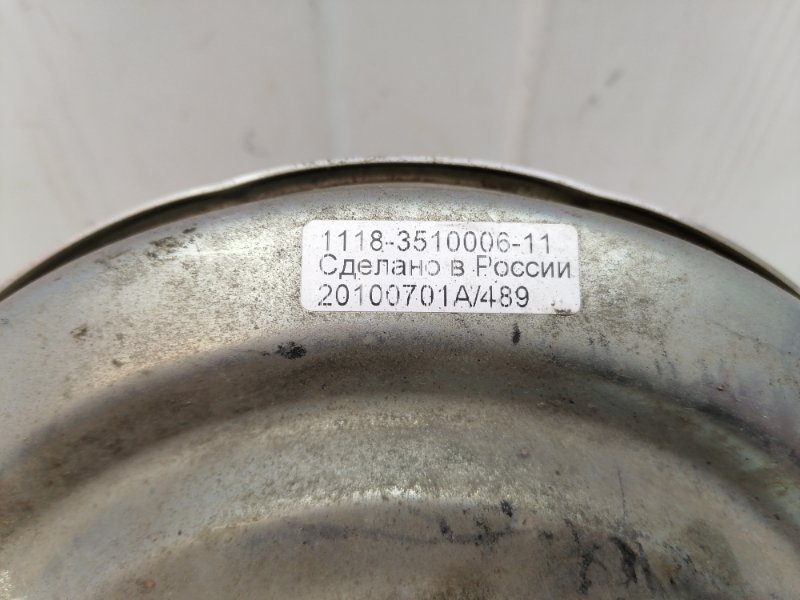 1118-3510006-11
Сделано в России
20100701A/489